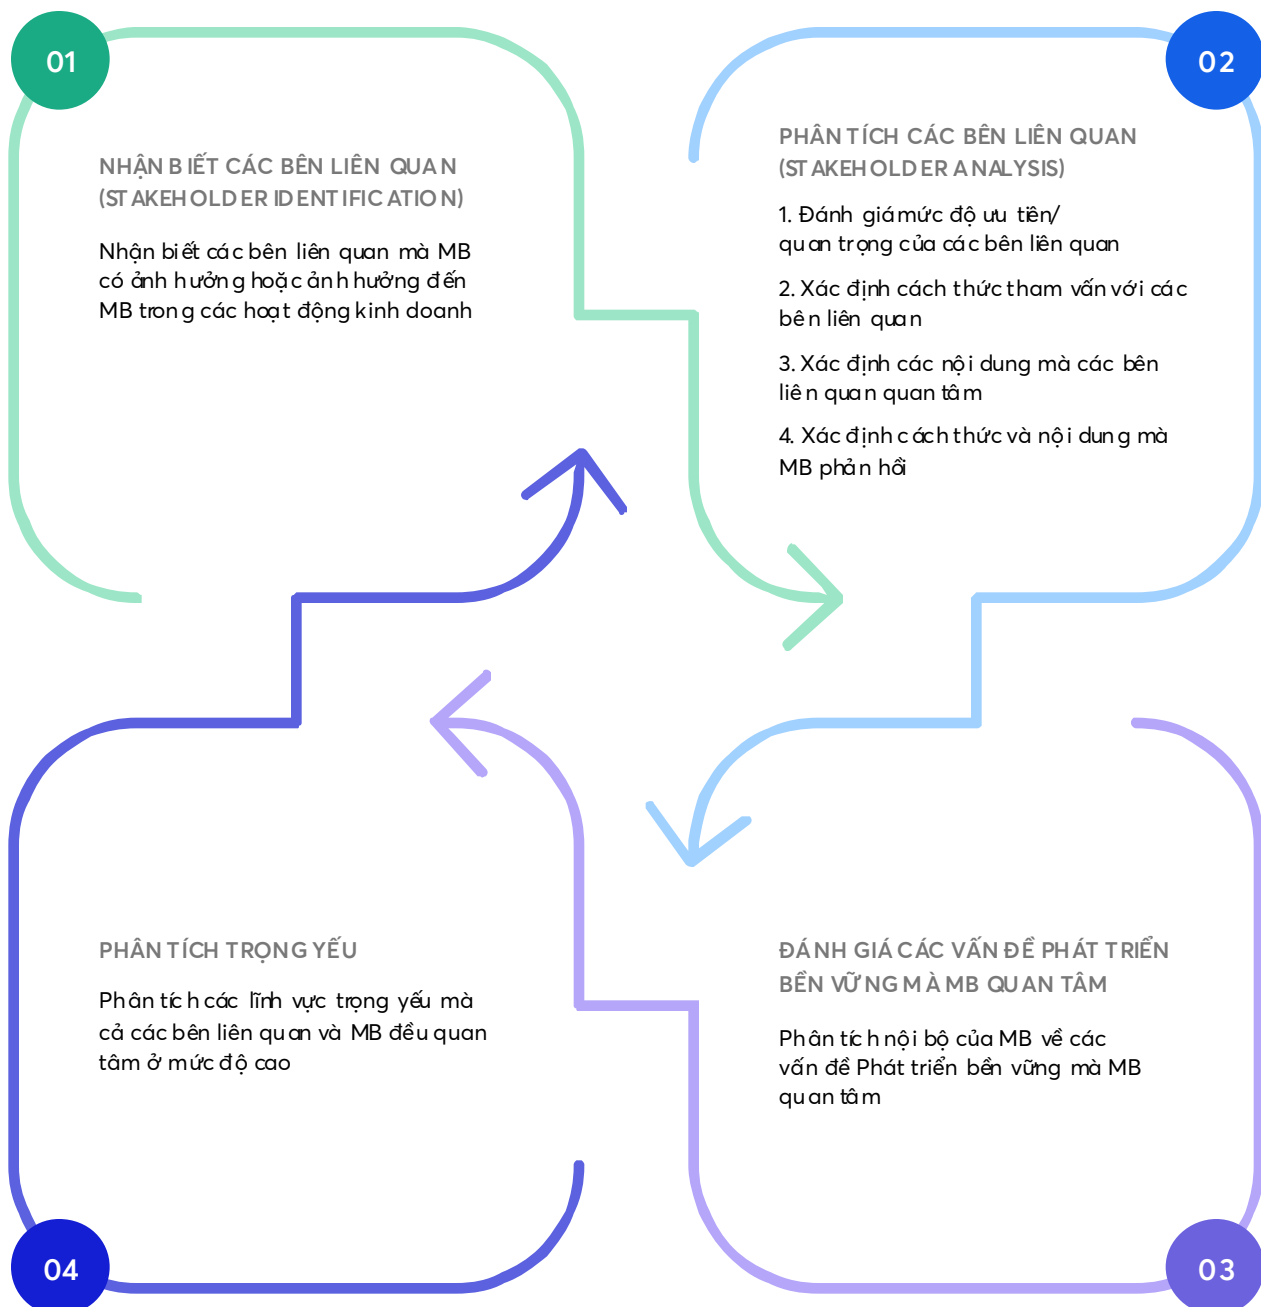 01
NHẬN BIẾT CÁC BÊN LIÊN QUAN
(STAKEHOLDER IDENTIFICATION)
Nhận biết các bên liên quan mà MB
có ảnh hưởng hoặc ảnh hưởng đến
MB trong các hoạt động kinh doanh
02
PHÂN TÍCH CÁC BÊN LIÊN QUAN
(STAKEHOLDER ANALYSIS)
1. Đánh giá mức độ ưu tiên/
quan trọng của các bên liên quan
2. Xác định cách thức tham vấn với các
bên liên quan
3. Xác định các nội dung mà các bên
liên quan quan tâm
4. Xác định cách thức và nội dung mà
MB phản hồi
PHÂN TÍCH TRỌNG YẾU
Phân tích các lĩnh vực trọng yếu mà
cả các bên liên quan và MB đều quan
tâm ở mức độ cao
04
ĐÁNH GIÁ CÁC VẤN ĐỀ PHÁT TRIỂN
BỀN VỮNG MÀ MB QUAN TÂM
Phân tích nội bộ của MB về các
vấn đề Phát triển bền vững mà MB
quan tâm
03